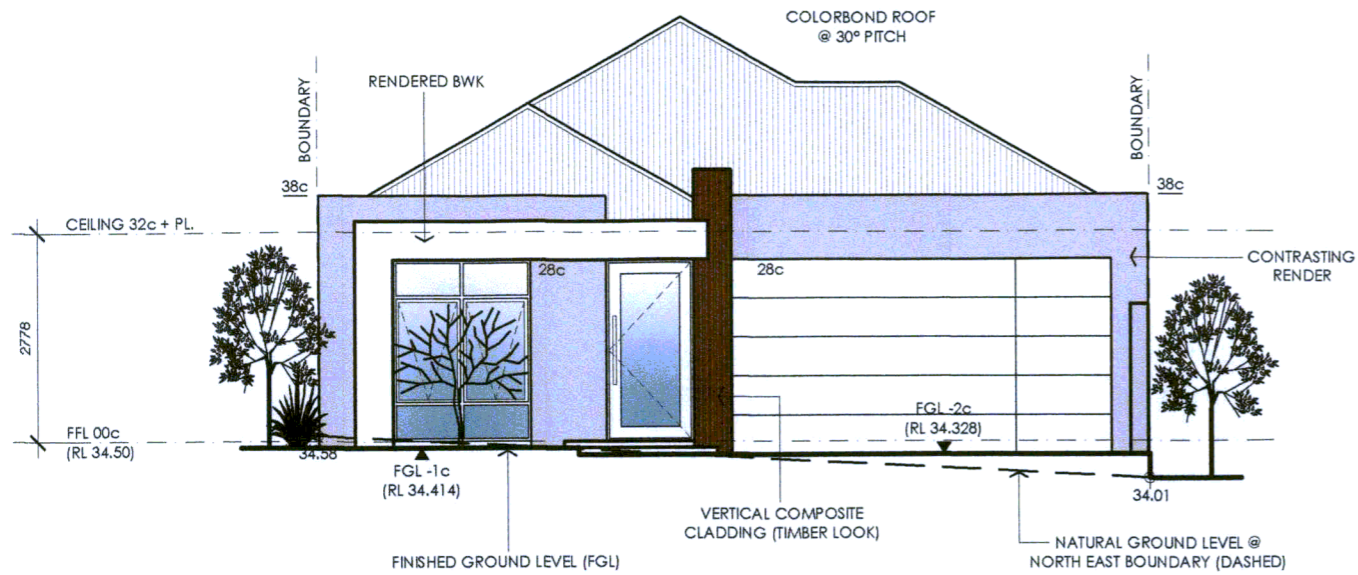 COLORBOND ROOF
@ 30° PITCH
RENDERED BWK
BOUNDARY
BOUNDARY
38c
38c
CEILING 32c + PL.
28c
28c
CONTRASTING
RENDER
2778
FGL -2c
(RL 34.328)
FFL 00c
(RL 34.50)
34.58
FGL -1c
(RL 34.414)
34.01
VERTICAL COMPOSITE
CLADDING (TIMBER LOOK)
NATURAL GROUND LEVEL @
NORTH EAST BOUNDARY (DASHED)
FINISHED GROUND LEVEL (FGL)